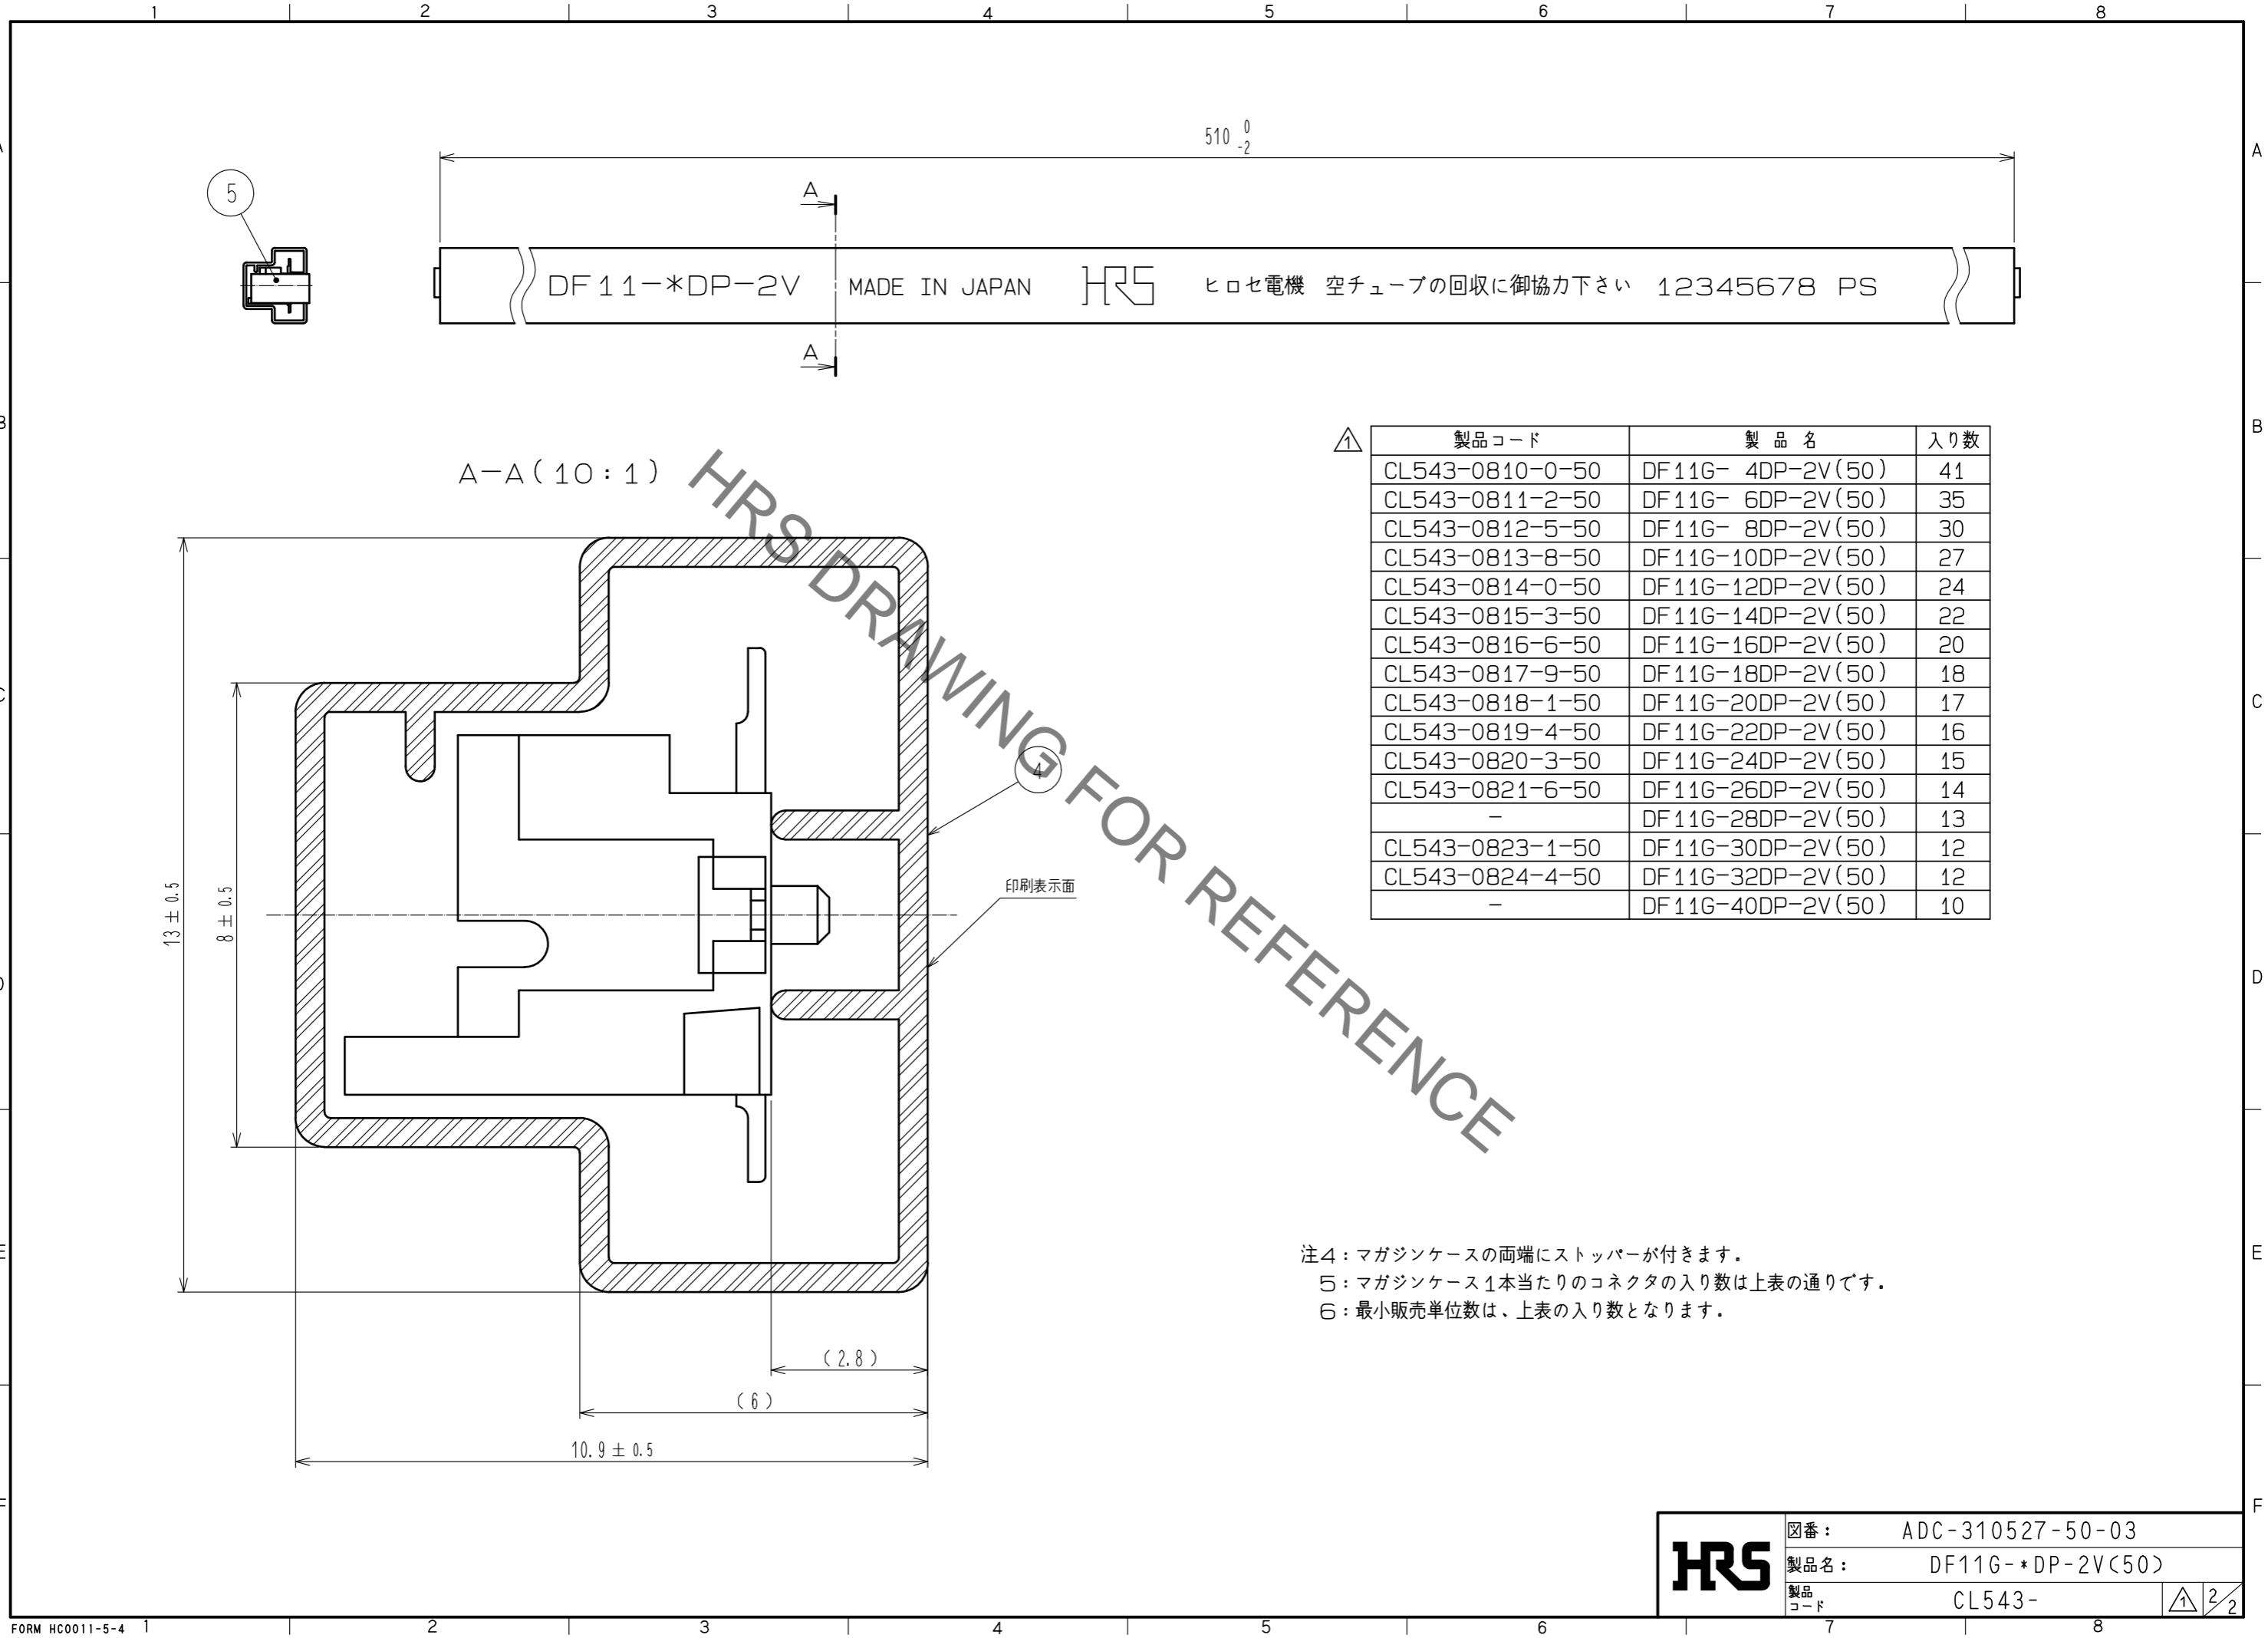 1 2 3 4 5 6 7 8
A
B
C
D
E
F
510 0 -2
5
A
A
DF11-*DP-2V MADE IN JAPAN HRS ヒロセ電機 空チューブの回収に御協力下さい 12345678 PS
A-A(10:1)
13±0.5
8±0.5
4
印刷表示面
(2.8)
(6)
10.9±0.5
HRS DRAWING FOR REFERENCE
1
製品コード 製 品 名 入り数
CL543-0810-0-50 DF11G- 4DP-2V(50) 41
CL543-0811-2-50 DF11G- 6DP-2V(50) 35
CL543-0812-5-50 DF11G- 8DP-2V(50) 30
CL543-0813-8-50 DF11G-10DP-2V(50) 27
CL543-0814-0-50 DF11G-12DP-2V(50) 24
CL543-0815-3-50 DF11G-14DP-2V(50) 22
CL543-0816-6-50 DF11G-16DP-2V(50) 20
CL543-0817-9-50 DF11G-18DP-2V(50) 18
CL543-0818-1-50 DF11G-20DP-2V(50) 17
CL543-0819-4-50 DF11G-22DP-2V(50) 16
CL543-0820-3-50 DF11G-24DP-2V(50) 15
CL543-0821-6-50 DF11G-26DP-2V(50) 14
- DF11G-28DP-2V(50) 13
CL543-0823-1-50 DF11G-30DP-2V(50) 12
CL543-0824-4-50 DF11G-32DP-2V(50) 12
- DF11G-40DP-2V(50) 10
注4:マガジンケースの両端にストッパーが付きます.
5:マガジンケース1本当たりのコネクタの入り数は上表の通りです.
6:最小販売単位数は、上表の入り数となります.
HRS
図番: ADC-310527-50-03
製品名: DF11G-*DP-2V(50)
製品コード CL543- 1 2/2
FORM HC0011-5-4 1 2 3 4 5 6 7 8